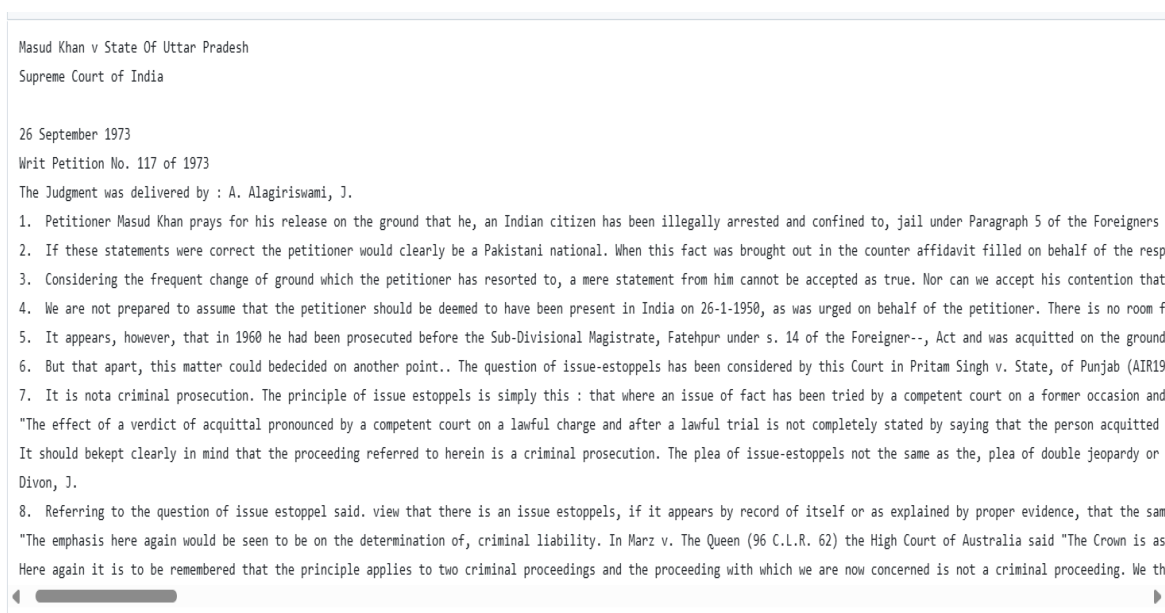 Masud Khan v State Of Uttar Pradesh
Supreme Court of India
26 September 1973
Writ Petition No. 117 of 1973
The Judgment was delivered by : A. Alagiriswami, J.
1. Petitioner Masud Khan prays for his release on the ground that he, an Indian citizen has been illegally arrested and confined to, jail under Paragraph 5 of the Foreigners
2. If these statements were correct the petitioner would clearly be a Pakistani national. When this fact was brought out in the counter affidavit filled on behalf of the resp
3. Considering the frequent change of ground which the petitioner has resorted to, a mere statement from him cannot be accepted as true. Nor can we accept his contention that
4. We are not prepared to assume that the petitioner should be deemed to have been present in India on 26-1-1950, as was urged on behalf of the petitioner. There is no room f
5. It appears, however, that in 1960 he had been prosecuted before the Sub-Divisional Magistrate, Fatehpur under s. 14 of the Foreigner--, Act and was acquitted on the ground
6. But that apart, this matter could bedecided on another point.. The question of issue-estoppels has been considered by this Court in Pritam Singh v. State, of Punjab (AIR19
7. It is nota criminal prosecution. The principle of issue estoppels is simply this : that where an issue of fact has been tried by a competent court on a former occasion and
"The effect of a verdict of acquittal pronounced by a competent court on a lawful charge and after a lawful trial is not completely stated by saying that the person acquitted
It should bekept clearly in mind that the proceeding referred to herein is a criminal prosecution. The plea of issue-estoppels not the same as the, plea of double jeopardy or
Divon, J.
8. Referring to the question of issue estoppel said. view that there is an issue estoppels, if it appears by record of itself or as explained by proper evidence, that the sam
"The emphasis here again would be seen to be on the determination of, criminal liability. In Marz v. The Queen (96 C.L.R. 62) the High Court of Australia said "The Crown is as
Here again it is to be remembered that the principle applies to two criminal proceedings and the proceeding with which we are now concerned is not a criminal proceeding. We th